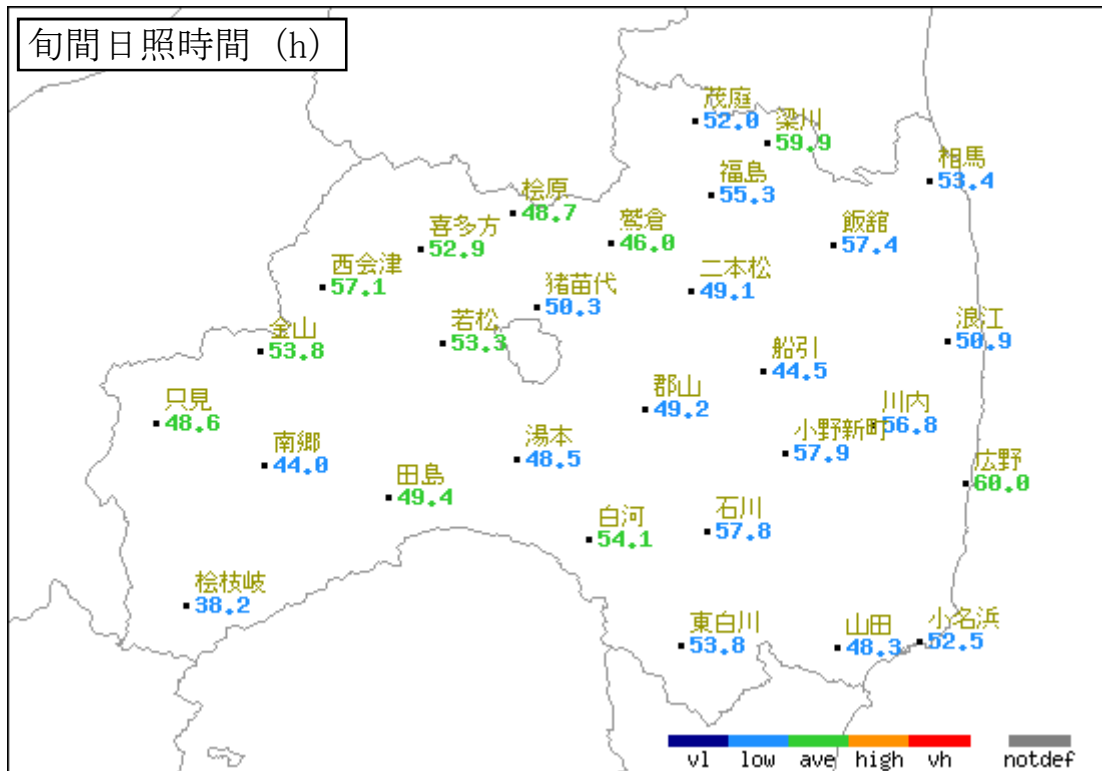 旬間日照時間 (h)
茂庭
52.0
梁川
59.9
相馬
53.4
福島
55.3
桧原
48.7
鷲倉
46.0
喜多方
52.9
飯舘
57.4
西会津
57.1
猪苗代
50.3
二本松
49.1
金山
53.8
若松
53.3
浪江
50.9
船引
44.5
只見
48.6
郡山
49.2
川内
56.8
南郷
44.0
湯本
48.5
小野新町
57.9
田島
49.4
広野
60.0
白河
54.1
石川
57.8
桧枝岐
38.2
東白川
53.8
山田
48.3
小名浜
52.5
vl low ave high vh notdef